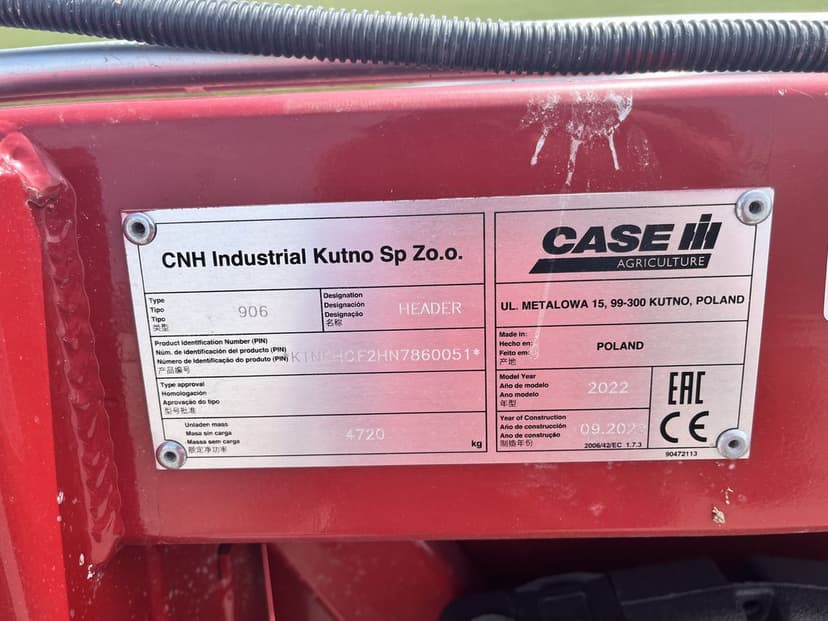 CNH Industrial Kutno Sp Zo.o.
Type
Tipo
Tipo
类型
906
Designation
Designación
Designação
名称
HEADER
Product Identification Number (PIN)
Núm. de identificación del producto (PIN)
Número de Identificação do produto (PIN)
产品编号
Type approval
Homologación
Aprovação do tipo
型号批准
Unladen mass
Masa sin carga
Massa sem carga
额定净功率
4720
kg
CASE IH
AGRICULTURE
UL. METALOWA 15, 99-300 KUTNO, POLAND
Made in:
Hecho en:
Feito em:
产地
POLAND
Model Year
Año de modelo
Ano modelo
年型
2022
Year of Construction
Año de construcción
Ano de construção
制造年份
2006/42/EC 1.7.3
EAC
CE
90472113